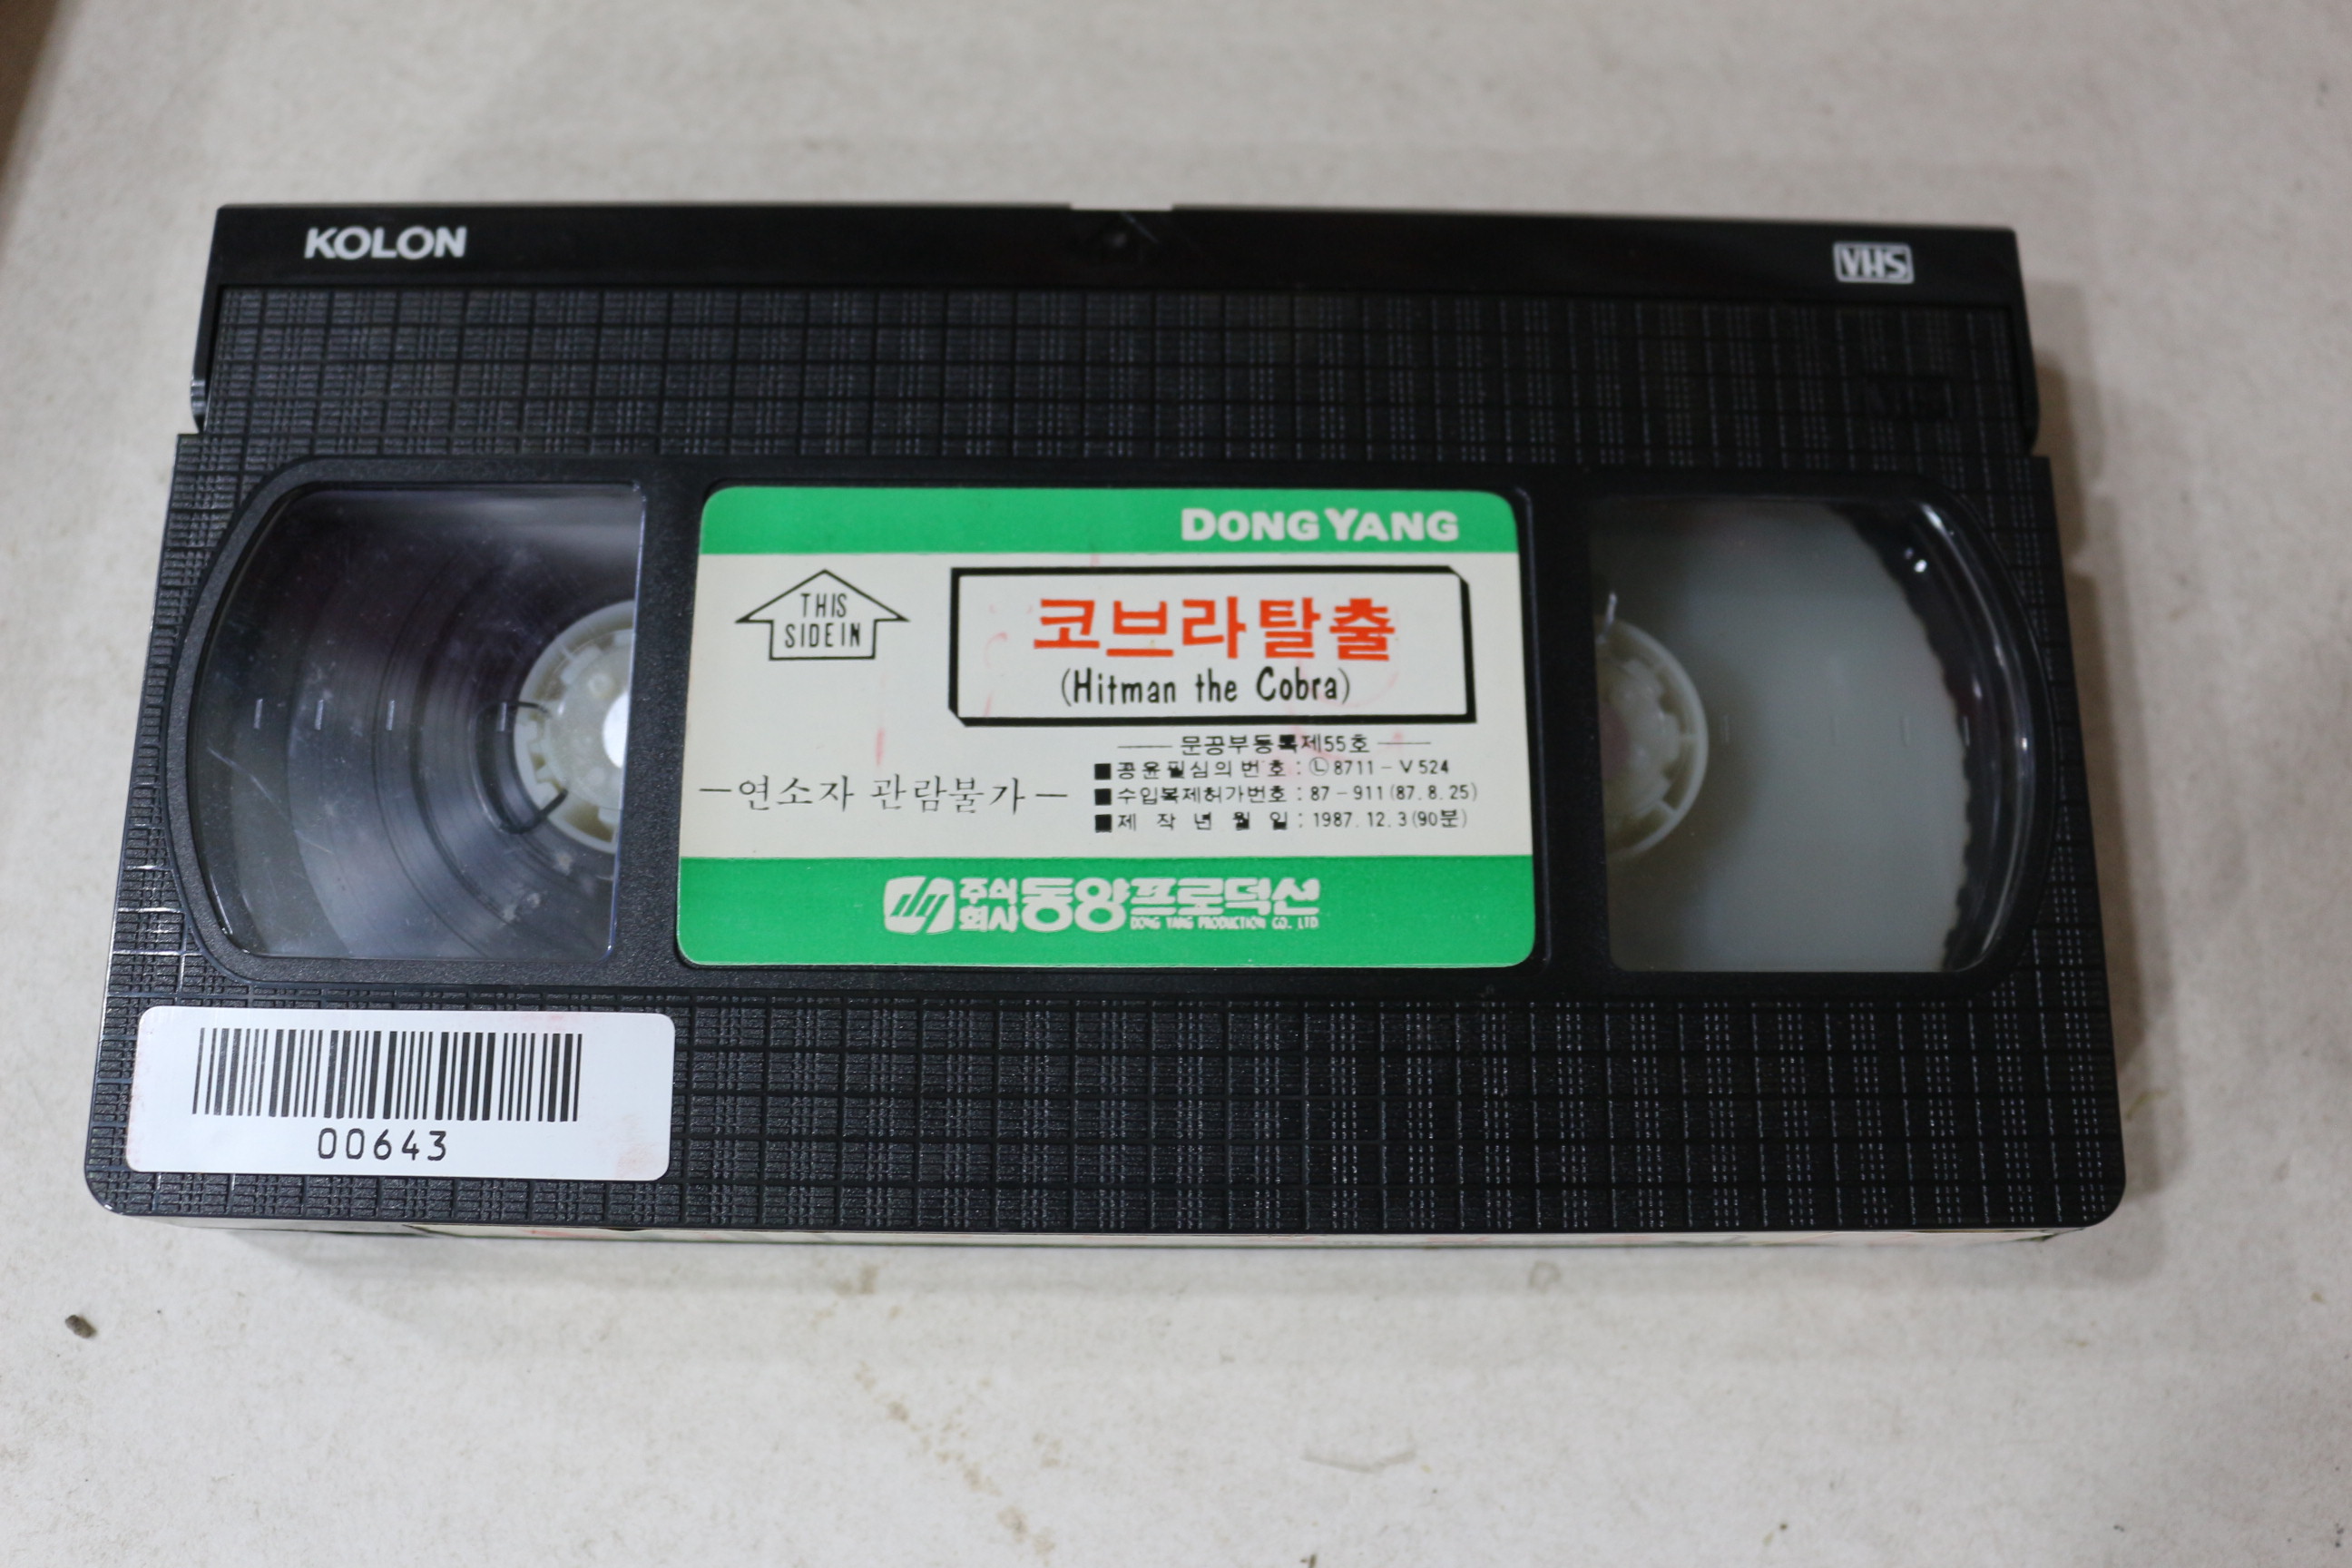 KOLON
VHS
DONG YANG
THIS
SIDE IN
코브라탈출
(Hitman the Cobra)
문공부등록제55호
-연소자 관람불가-
■공윤필심의번호 : Ⓛ8711-V524
■수입복제허가번호 : 87-911(87.8.25)
■제작년월일 : 1987.12.3(90분)
주식회사 동양프로덕션
DONG YANG PRODUCTION CO., LTD
00643